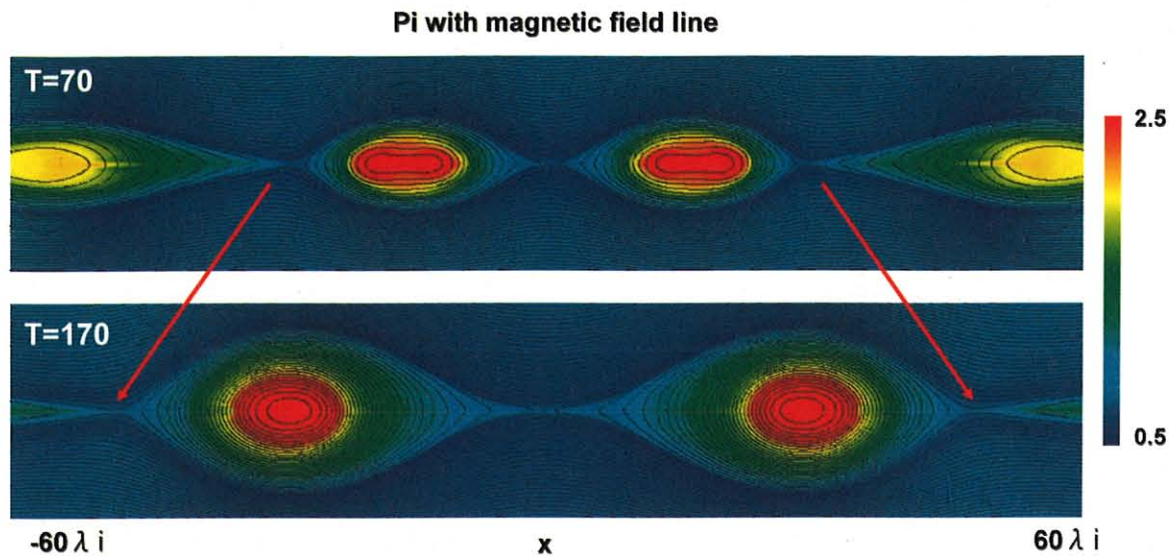 Pi with magnetic field line
T=70
2.5
T=170
0.5
-60 λ i
x
60 λ i